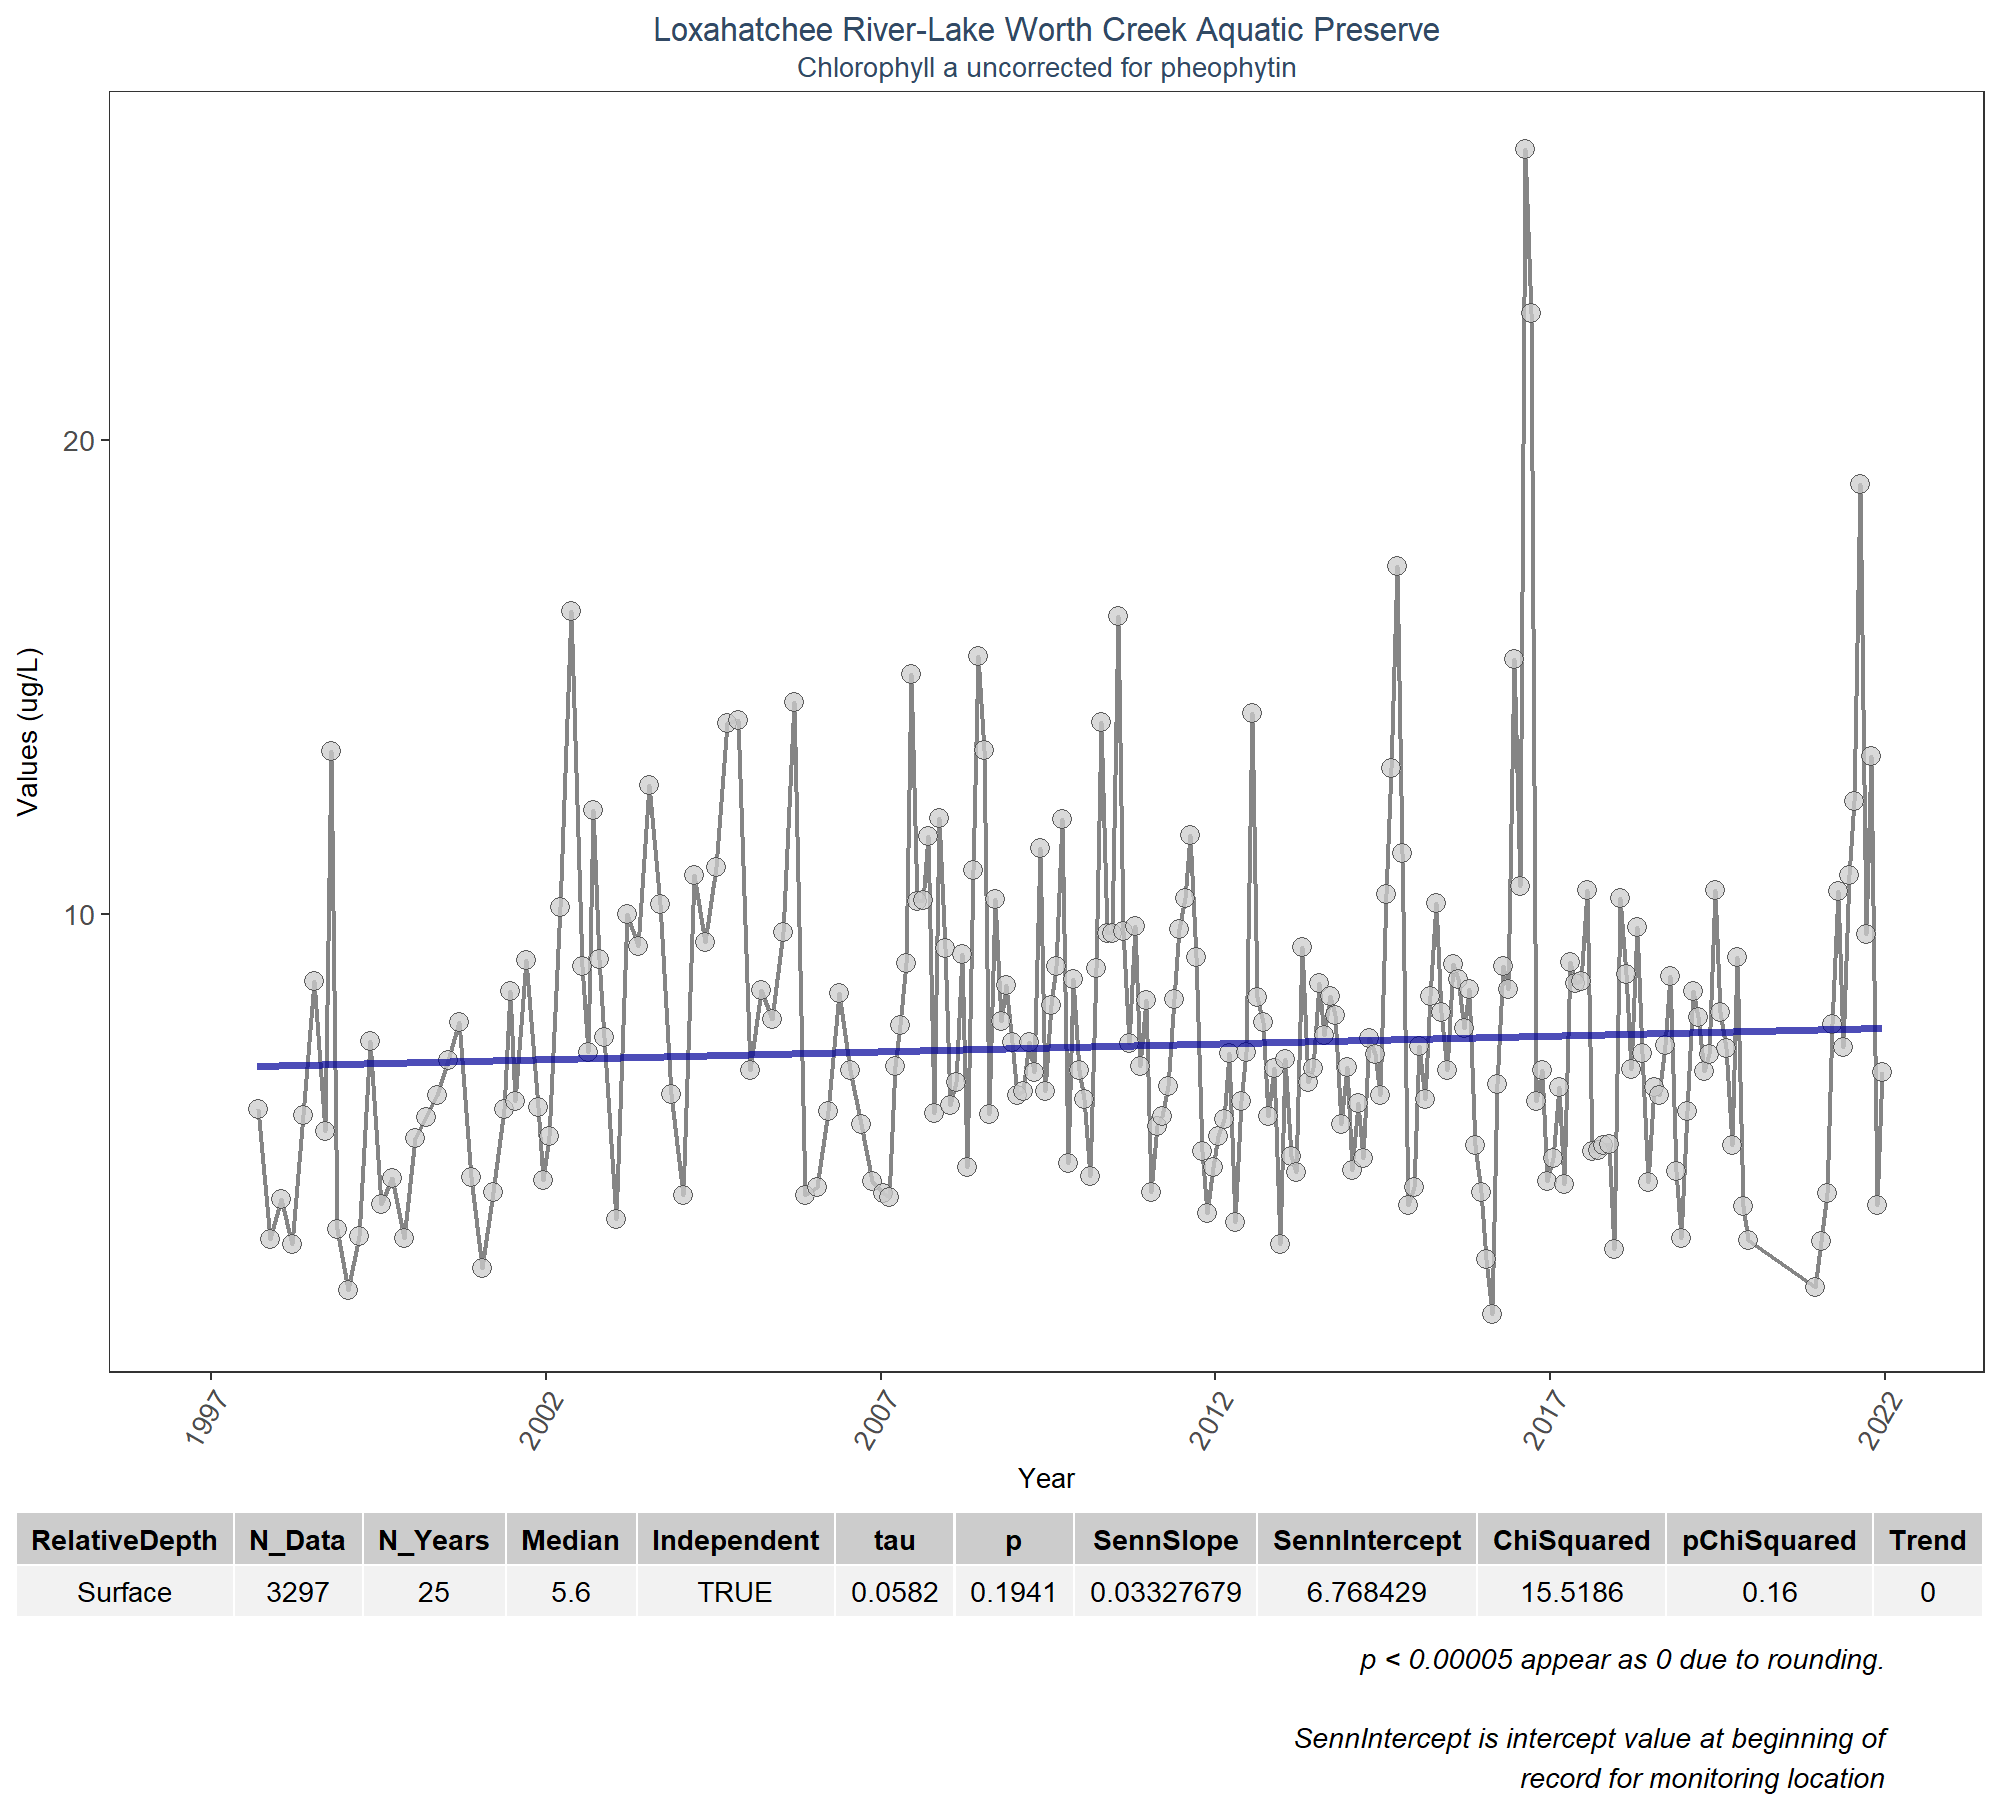 Loxahatchee River-Lake Worth Creek Aquatic Preserve
Chlorophyll a uncorrected for pheophytin
Values (ug/L)
20
10
1997 2002 2007 2012 2017 2022
Year
RelativeDepth N_Data N_Years Median Independent tau p SennSlope SennIntercept ChiSquared pChiSquared Trend
Surface 3297 25 5.6 TRUE 0.0582 0.1941 0.03327679 6.768429 15.5186 0.16 0
p < 0.00005 appear as 0 due to rounding.
SennIntercept is intercept value at beginning of
record for monitoring location